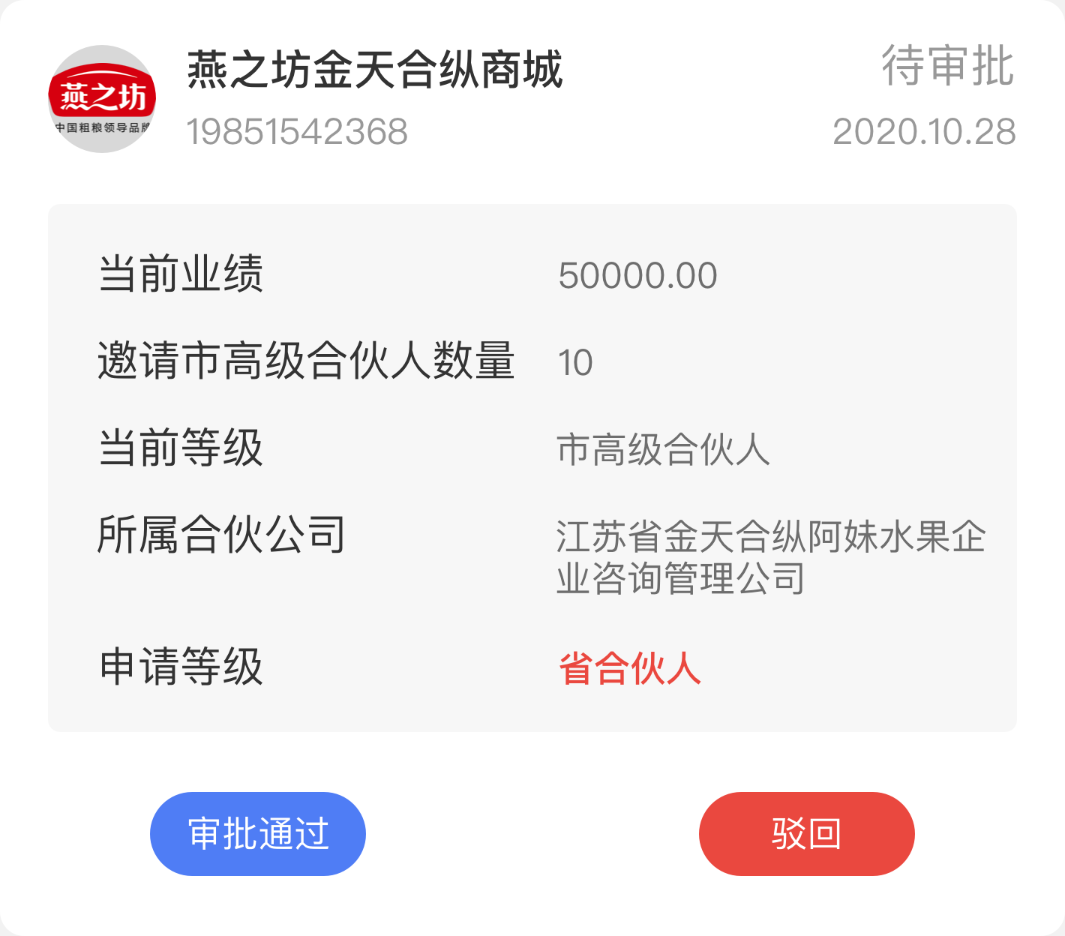 燕之坊
中国粗粮领导品牌
燕之坊金天合纵商城
待审批
19851542368
2020.10.28
当前业绩 50000.00
邀请市高级合伙人数量 10
当前等级 市高级合伙人
所属合伙公司 江苏省金天合纵阿妹水果企
业咨询管理公司
申请等级 省合伙人
审批通过
驳回